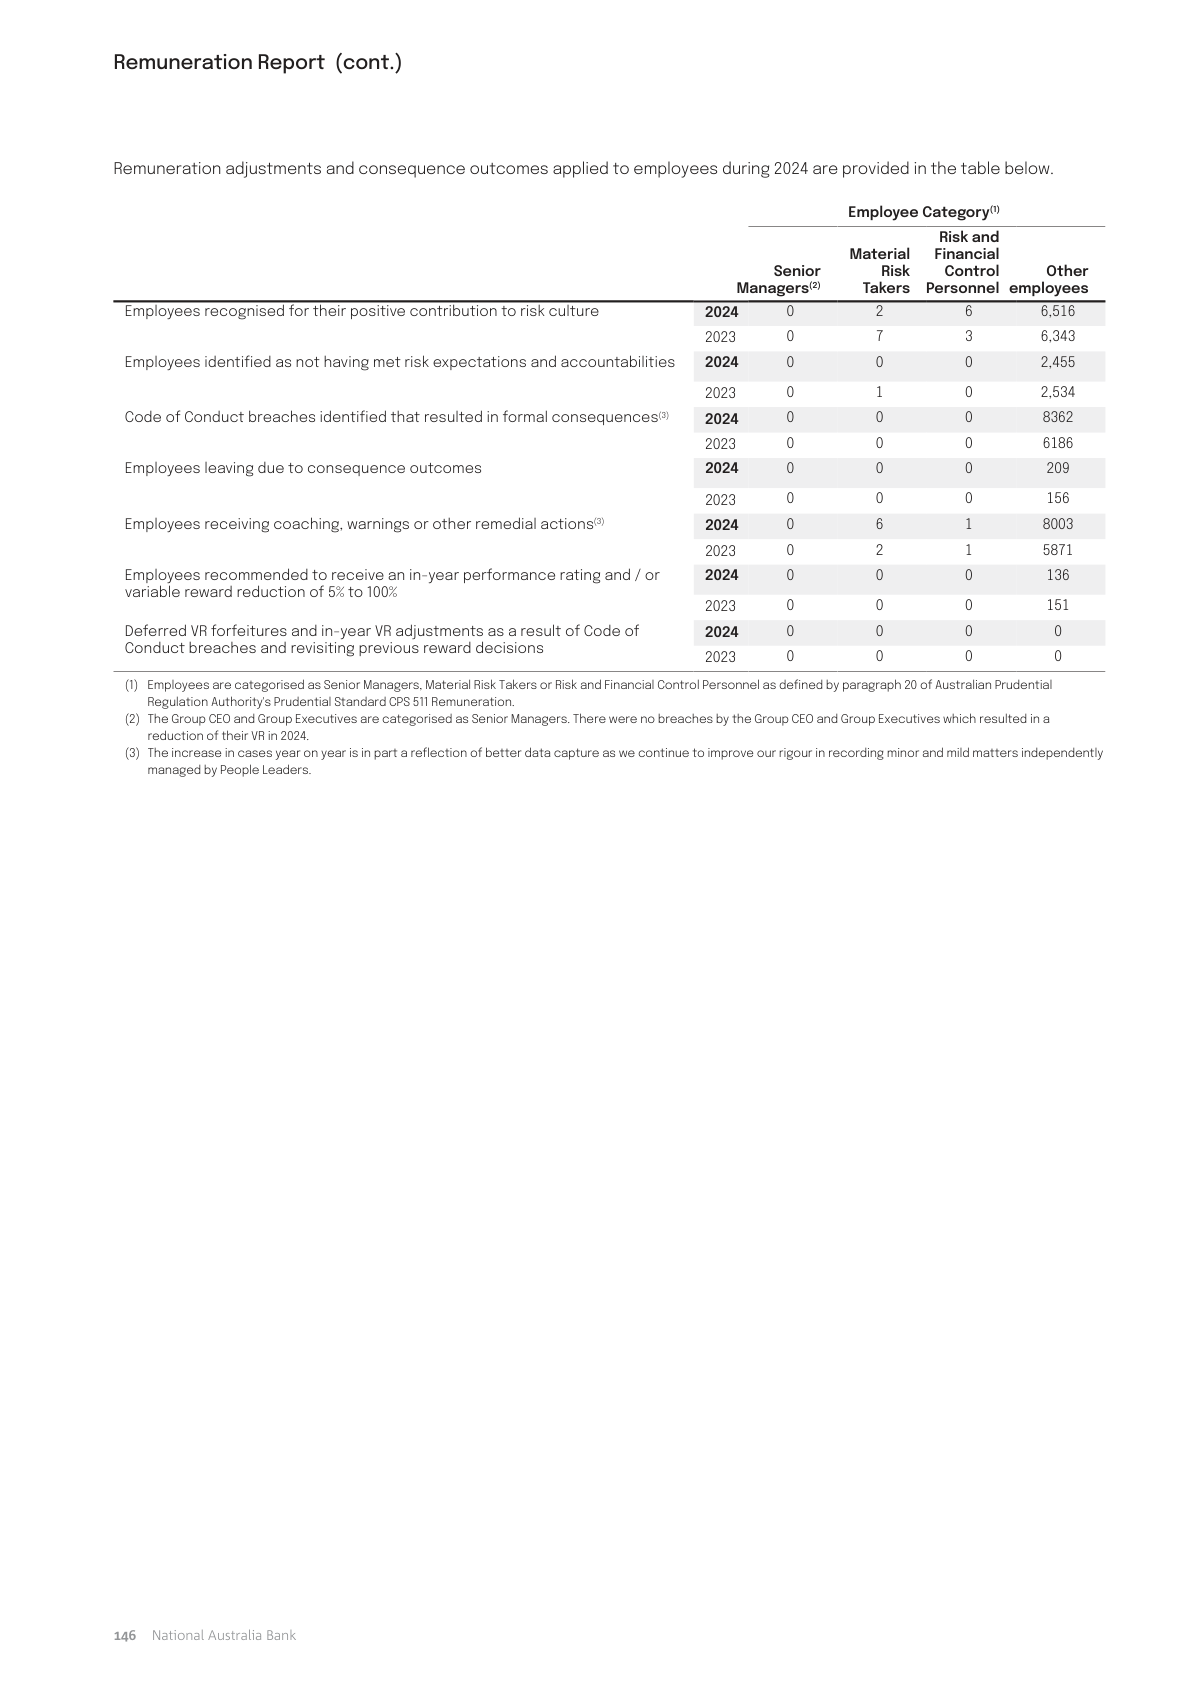 Remuneration Report (cont.)
Remuneration adjustments and consequence outcomes applied to employees during 2024 are provided in the table below.
Employee Category(1)
Senior Managers(2) Material Risk Takers Risk and Financial Control Personnel Other employees
Employees recognised for their positive contribution to risk culture 2024 0 2 6 6,516
2023 0 7 3 6,343
Employees identified as not having met risk expectations and accountabilities 2024 0 0 0 2,455
2023 0 1 0 2,534
Code of Conduct breaches identified that resulted in formal consequences(3) 2024 0 0 0 8362
2023 0 0 0 6186
Employees leaving due to consequence outcomes 2024 0 0 0 209
2023 0 0 0 156
Employees receiving coaching, warnings or other remedial actions(3) 2024 0 6 1 8003
2023 0 2 1 5871
Employees recommended to receive an in-year performance rating and / or 2024 0 0 0 136
variable reward reduction of 5% to 100%
2023 0 0 0 151
Deferred VR forfeitures and in-year VR adjustments as a result of Code of 2024 0 0 0 0
Conduct breaches and revisiting previous reward decisions
2023 0 0 0 0
(1) Employees are categorised as Senior Managers, Material Risk Takers or Risk and Financial Control Personnel as defined by paragraph 20 of Australian Prudential
Regulation Authority's Prudential Standard CPS 511 Remuneration.
(2) The Group CEO and Group Executives are categorised as Senior Managers. There were no breaches by the Group CEO and Group Executives which resulted in a
reduction of their VR in 2024.
(3) The increase in cases year on year is in part a reflection of better data capture as we continue to improve our rigour in recording minor and mild matters independently
managed by People Leaders.
146 National Australia Bank